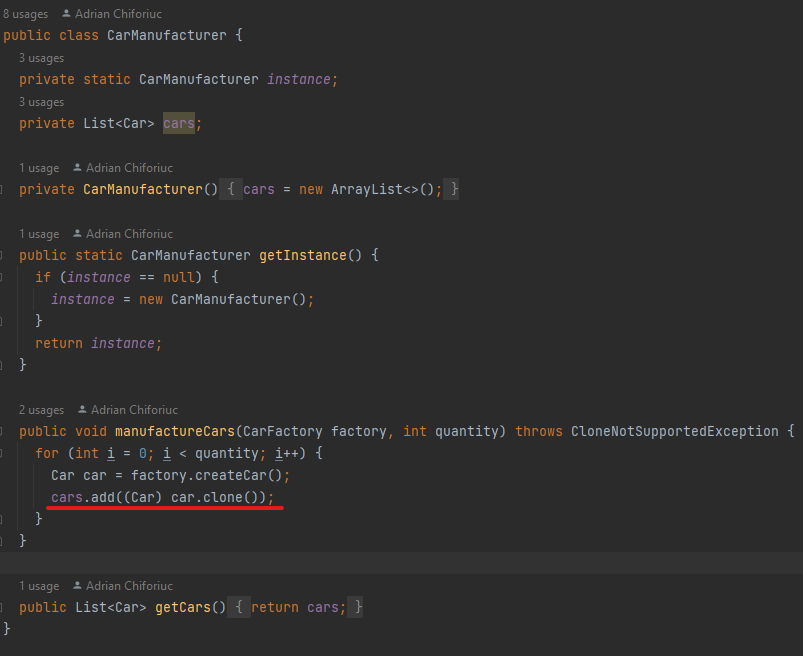 8 usages Adrian Chiforiuc
public class CarManufacturer {
3 usages
private static CarManufacturer instance;
3 usages
private List<Car> cars;
1 usage Adrian Chiforiuc
private CarManufacturer() { cars = new ArrayList<>(); }
1 usage Adrian Chiforiuc
public static CarManufacturer getInstance() {
if (instance == null) {
instance = new CarManufacturer();
}
return instance;
}
2 usages Adrian Chiforiuc
public void manufactureCars(CarFactory factory, int quantity) throws CloneNotSupportedException {
for (int i = 0; i < quantity; i++) {
Car car = factory.createCar();
cars.add((Car) car.clone());
}
}
1 usage Adrian Chiforiuc
public List<Car> getCars() { return cars; }
}